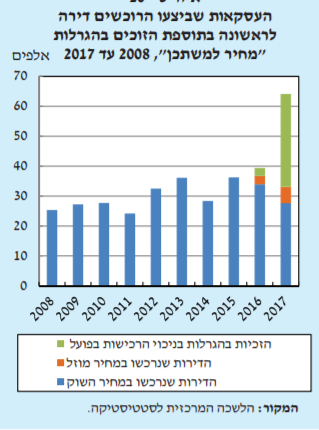 העסקאות שביצעו הרוכשים דירה
לראשונה בתוספת הזוכים בהגרלות
"מחיר למשתכן", 2008 עד 2017
אלפים
70
60
50
40
30
20
10
0
2008
2009
2010
2011
2012
2013
2014
2015
2016
2017
הזכיות בהגרלות בניכוי הרכישות בפועל
הדירות שנרכשו במחיר מוזל
הדירות שנרכשו במחיר השוק
המקור: הלשכה המרכזית לסטטיסטיקה.